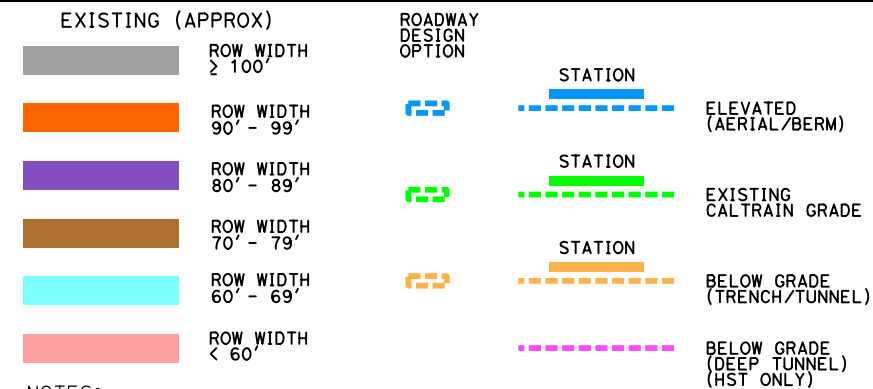 EXISTING (APPROX)
ROW WIDTH
≥ 100'
ROW WIDTH
90' - 99'
ROW WIDTH
80' - 89'
ROW WIDTH
70' - 79'
ROW WIDTH
60' - 69'
ROW WIDTH
< 60'
NOTES:
ROADWAY
DESIGN
OPTION
STATION
ELEVATED
(AERIAL/BERM)
STATION
EXISTING
CALTRAIN GRADE
STATION
BELOW GRADE
(TRENCH/TUNNEL)
BELOW GRADE
(DEEP TUNNEL)
(HST ONLY)